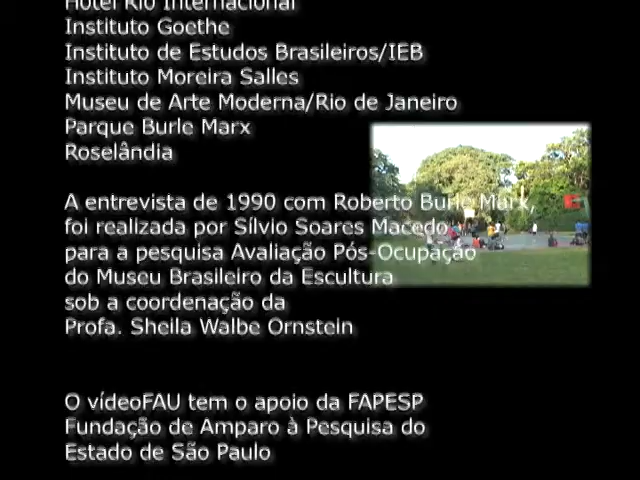 Hotel Rio Internacional
Instituto Goethe
Instituto de Estudos Brasileiros/IEB
Instituto Moreira Salles
Museu de Arte Moderna/Rio de Janeiro
Parque Burle Marx
Roselândia
A entrevista de 1990 com Roberto Burle Marx,
foi realizada por Sílvio Soares Macedo
para a pesquisa Avaliação Pós-Ocupação
do Museu Brasileiro da Escultura
sob a coordenação da
Profa. Sheila Walbe Ornstein
O vídeoFAU tem o apoio da FAPESP
Fundação de Amparo à Pesquisa do
Estado de São Paulo